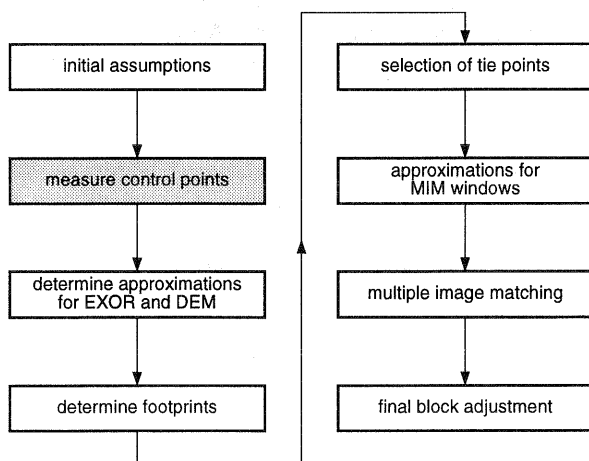 initial assumptions
measure control points
determine approximations
for EXOR and DEM
determine footprints
selection of tie points
approximations for
MIM windows
multiple image matching
final block adjustment